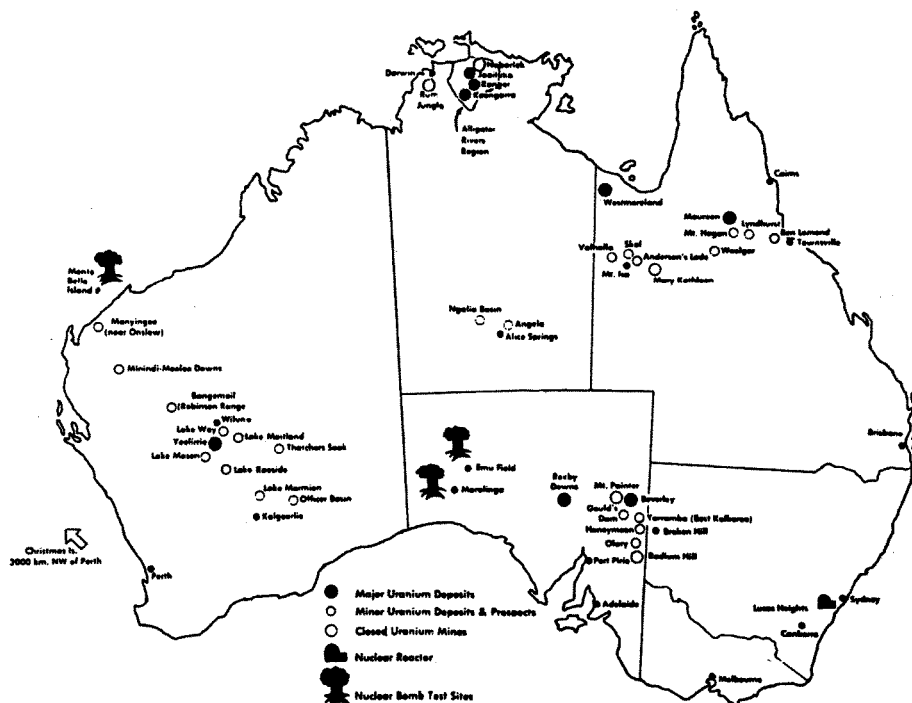 Darwin
Nabarlek
Jabiluka
Ranger
Koongarra
Rum
Jungle
Alligator
Rivers
Region
Cairns
Westmoreland
Maureen
Lyndhurst
Mt. Hogan
Ben Lomond
Townsville
Valhalla
Skal
Anderson's Lode
Woolgar
Mt. Isa
Mary Kathleen
Monte
Bello
Island
Ngalia Basin
Angela
Alice Springs
Manyingee
(near Onslow)
Minindi-Mooloo Downs
Bangemall
/Robinson Range
Wiluna
Lake Way
Lake Maitland
Yeelirrie
Thatchers Soak
Lake Mason
Lake Raeside
Lake Marmion
Officer Basin
Kalgoorlie
Brisbane
Emu Field
Maralinga
Roxby
Downs
Mt. Painter
Beverley
Gould's
Dam
Yarramba (East Kalkaroo)
Honeymoon
Broken Hill
Olary
Port Pirie
Radium Hill
Christmas Is.
2000 km. NW of Perth
Perth
Adelaide
Lucas Heights
Sydney
Canberra
Melbourne
Major Uranium Deposits
Minor Uranium Deposits & Prospects
Closed Uranium Mines
Nuclear Reactor
Nuclear Bomb Test Sites